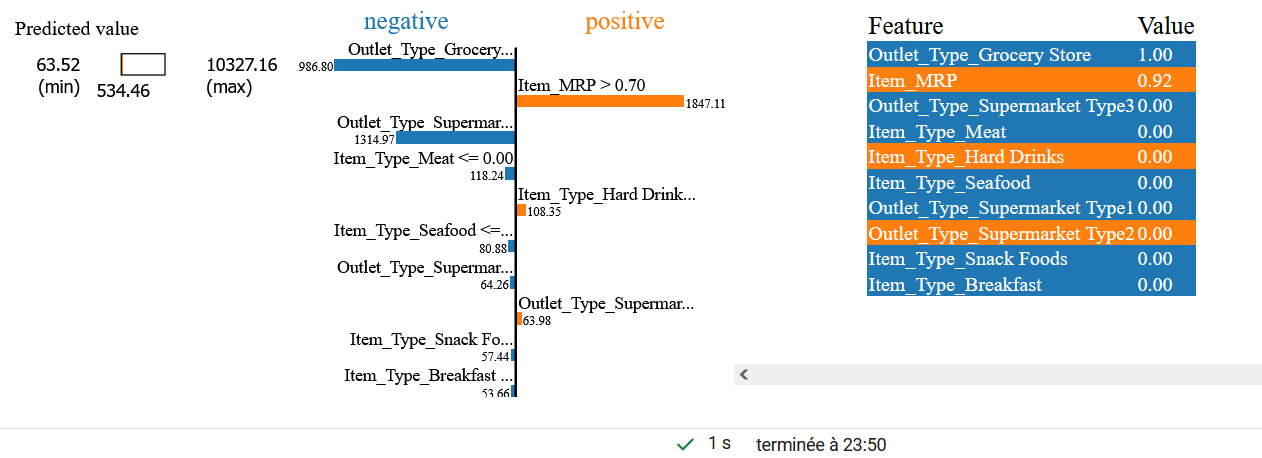 Predicted value
63.52
(min)
534.46
10327.16
(max)
negative
positive
Outlet_Type_Grocery...
.986.80
Item_MRP > 0.70
1847.11
Outlet_Type_Supermar...
1314.97
Item_Type_Meat <= 0.00
118.24
Item_Type_Hard Drink...
108.35
Item_Type_Seafood <=...
80.88
Outlet_Type_Supermar...
64.26
Outlet_Type_Supermar...
63.98
Item_Type_Snack Fo...
57.44
Item_Type_Breakfast ...
53.66
Feature Value
Outlet_Type_Grocery Store 1.00
Item_MRP 0.92
Outlet_Type_Supermarket Type3 0.00
Item_Type_Meat 0.00
Item_Type_Hard Drinks 0.00
Item_Type_Seafood 0.00
Outlet_Type_Supermarket Type1 0.00
Outlet_Type_Supermarket Type2 0.00
Item_Type_Snack Foods 0.00
Item_Type_Breakfast 0.00
1 s terminée à 23:50